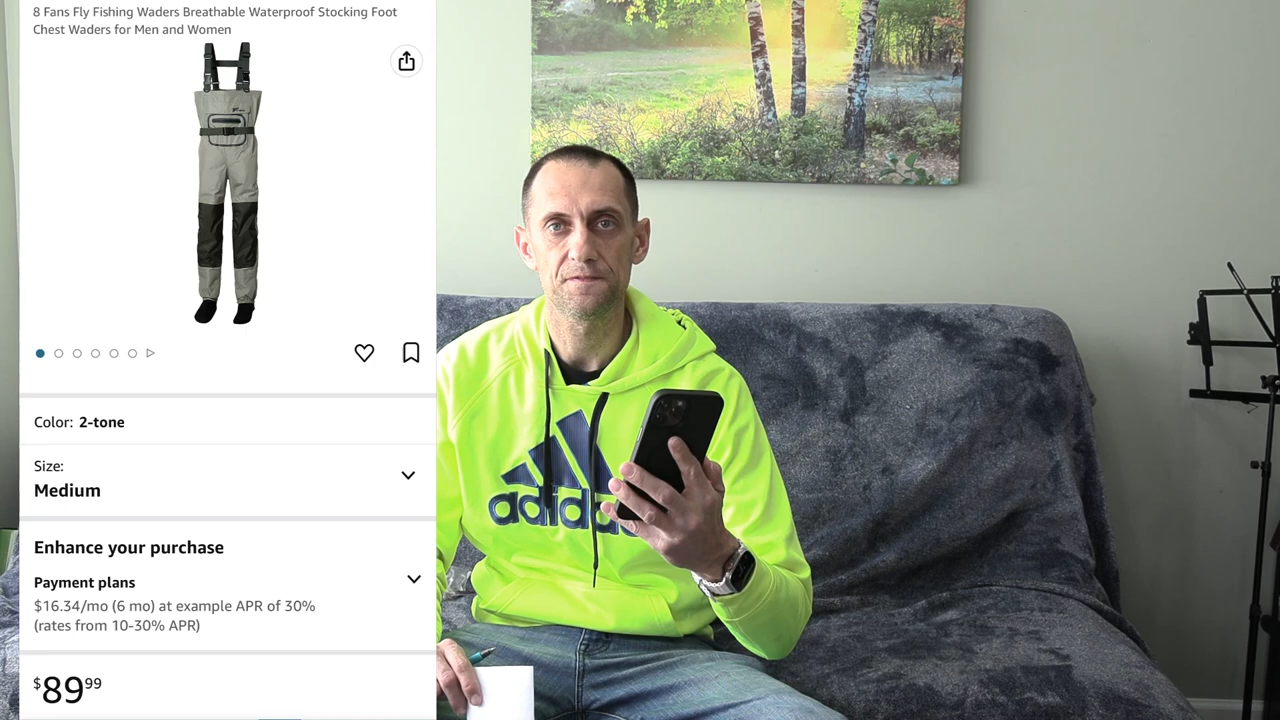 8 Fans Fly Fishing Waders Breathable Waterproof Stocking Foot
Chest Waders for Men and Women
Color: 2-tone
Size:
Medium
Enhance your purchase
Payment plans
$16.34/mo (6 mo) at example APR of 30%
(rates from 10-30% APR)
$8999
adidas